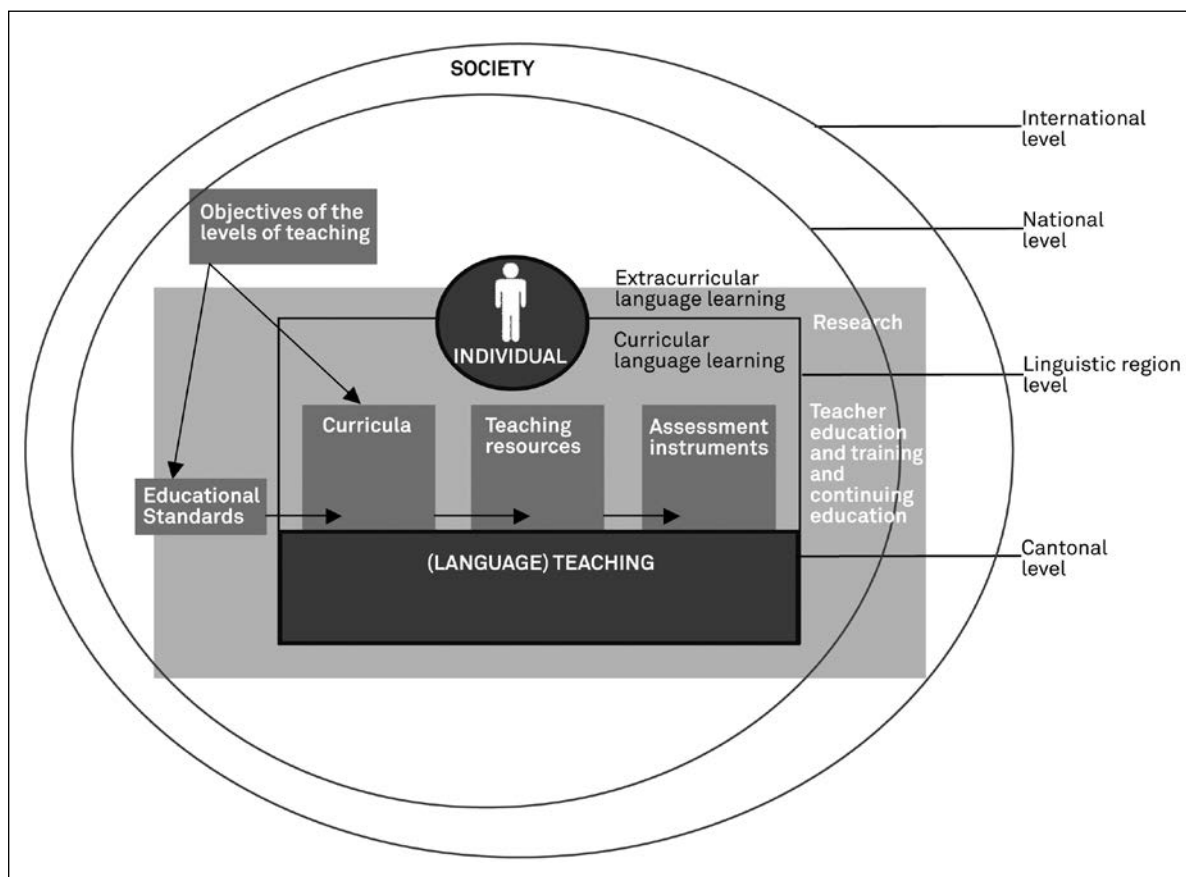 SOCIETY
International
level
Objectives of the
levels of teaching
National
level
Extracurricular
language learning
Research
INDIVIDUAL
Curricular
language learning
Linguistic region
level
Curricula
Teaching
resources
Assessment
instruments
Teacher
education
and training
and
continuing
education
Educational
Standards
(LANGUAGE) TEACHING
Cantonal
level